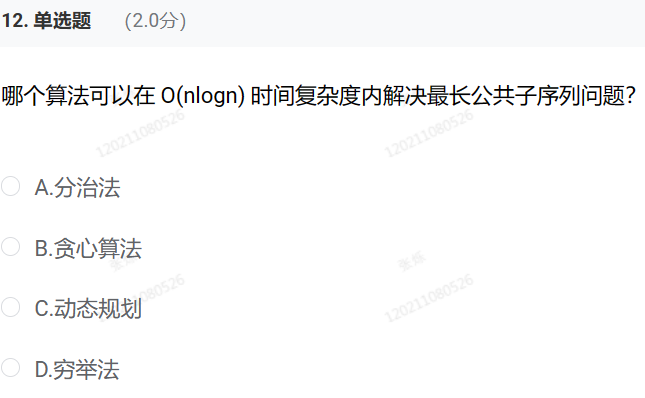 12. 单选题 （2.0分）
哪个算法可以在 O(nlogn) 时间复杂度内解决最长公共子序列问题？
120211080526 120211080526
A.分治法
B.贪心算法
120211080526 120211080526
C.动态规划
D.穷举法